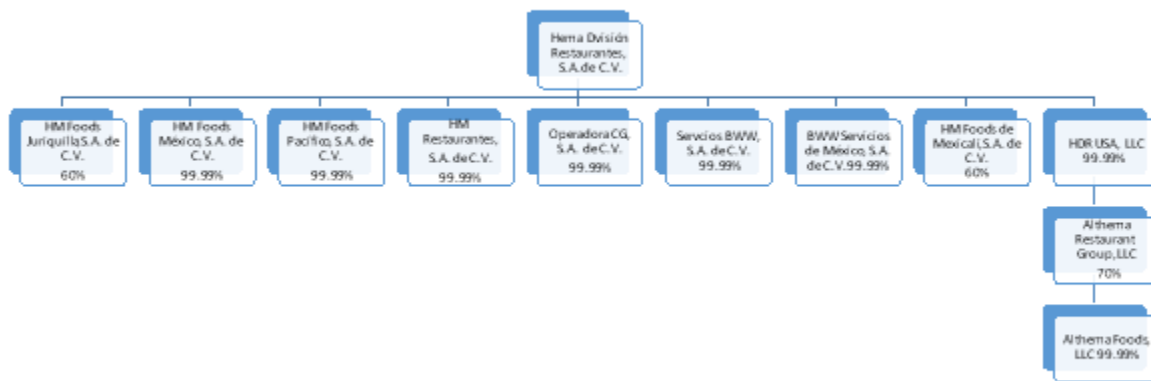 Hema Dvisión
Restaurantes,
S.A. de C.V.
HM Foods
Juriquilla, S.A. de
C.V.
60%
HM Foods
México, S.A. de
C.V.
99.99%
HM Foods
Pacífico, S.A. de
C.V.
99.99%
HM
Restaurantes,
S.A. de C.V.
99.99%
Operadora CG,
S.A. de C.V.
99.99%
Servcios BWW,
S.A. de C.V.
99.99%
BWW Servicios
de México, S.A.
de C.V. 99.99%
HM Foods de
Mexicali, S.A. de
C.V.
60%
HDR USA, LLC
99.99%
Althema
Restaurant
Group, LLC
70%
Althema Foods,
LLC 99.99%